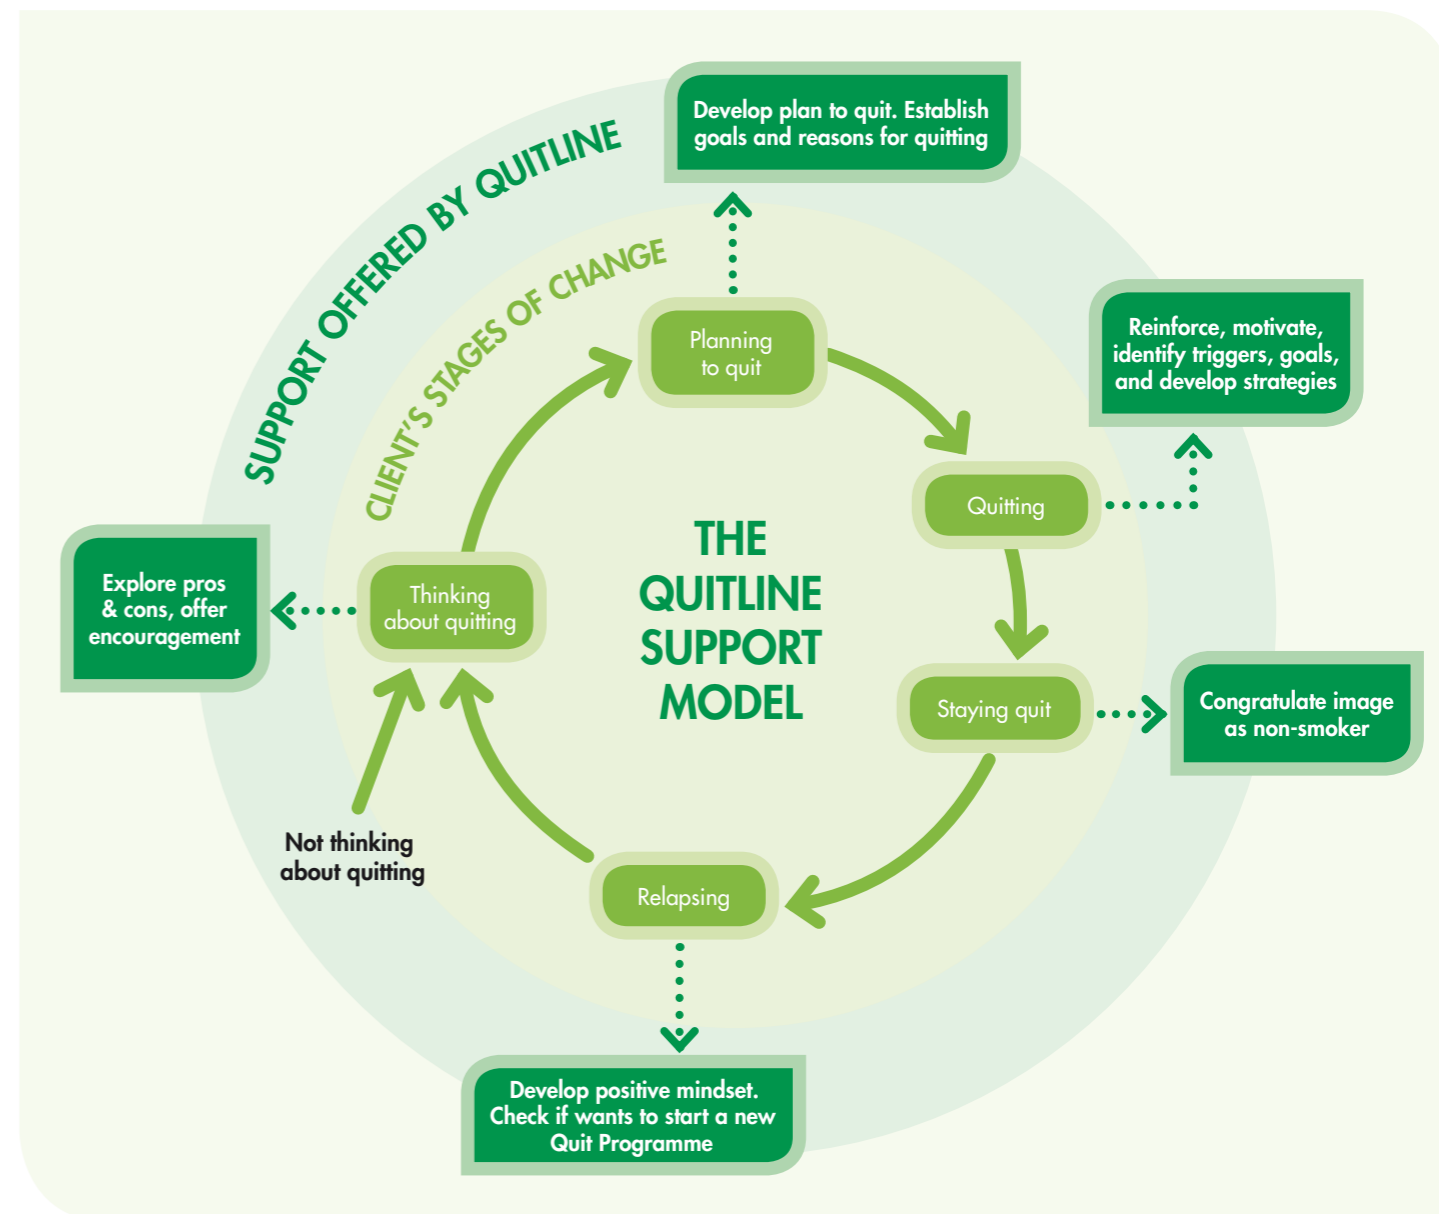 SUPPORT OFFERED BY QUITLINE
CLIENT'S STAGES OF CHANGE
THE
QUITLINE
SUPPORT
MODEL
Develop plan to quit. Establish
goals and reasons for quitting
Planning
to quit
Reinforce, motivate,
identify triggers, goals,
and develop strategies
Quitting
Congratulate image
as non-smoker
Staying quit
Relapsing
Develop positive mindset.
Check if wants to start a new
Quit Programme
Not thinking
about quitting
Thinking
about quitting
Explore pros
& cons, offer
encouragement